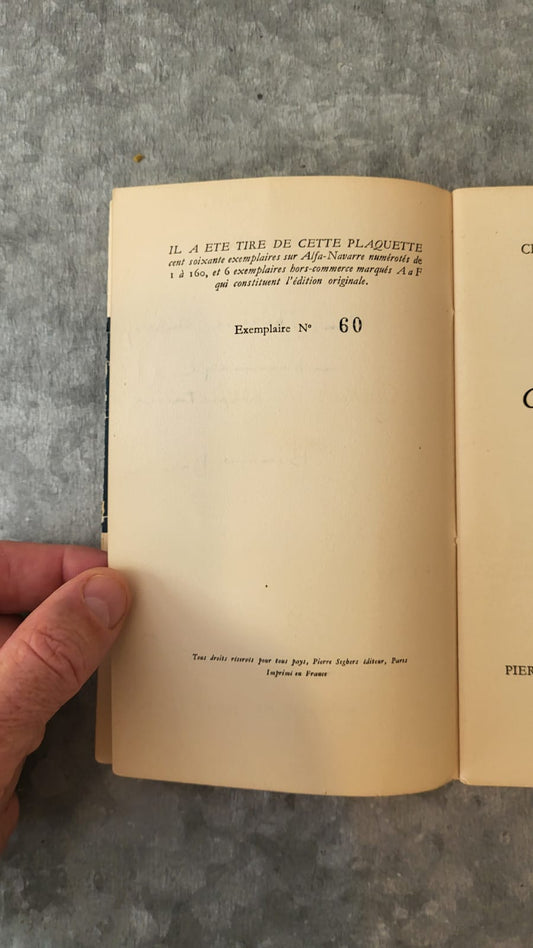 IL A ETE TIRE DE CETTE PLAQUETTE
cent soixante exemplaires sur Alfa-Navarre numérotés de
1 à 160, et 6 exemplaires hors-commerce marqués A a F
qui constituent l'édition originale.
Exemplaire N° 60
Tous droits réservés pour tous pays, Pierre Seghers éditeur, Paris
Imprimé en France
C
PIER